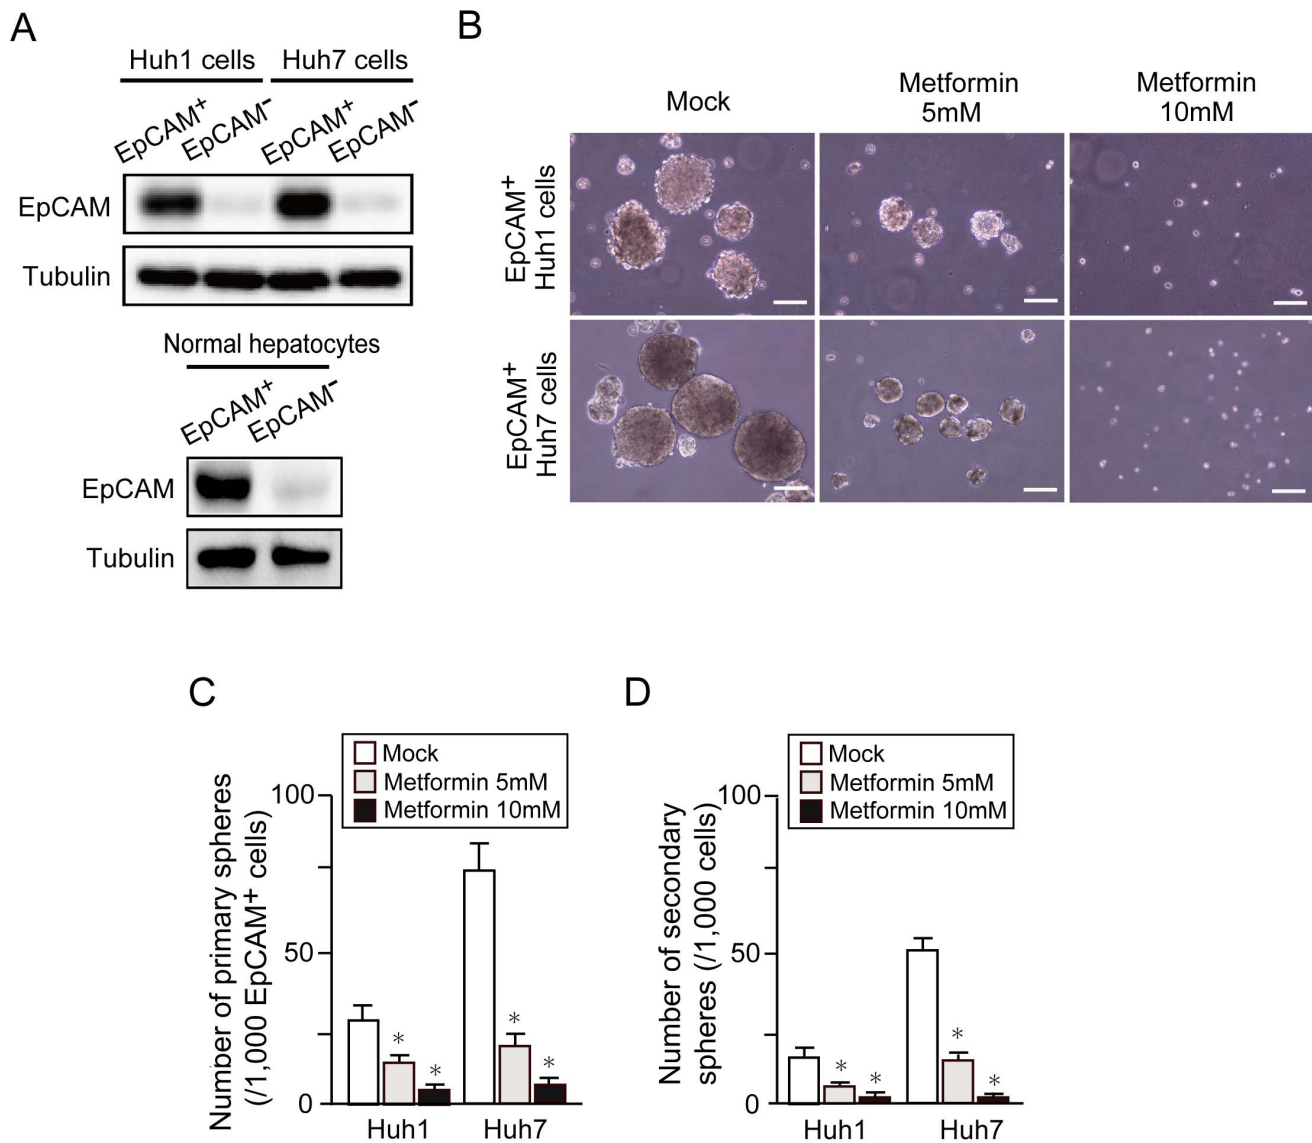 A
Huh1 cells Huh7 cells
EpCAM⁺ EpCAM⁻ EpCAM⁺ EpCAM⁻
EpCAM
Tubulin
Normal hepatocytes
EpCAM⁺ EpCAM⁻
EpCAM
Tubulin
B
Mock
Metformin
5mM
Metformin
10mM
EpCAM⁺
Huh1 cells
EpCAM⁺
Huh7 cells
C
Mock
Metformin 5mM
Metformin 10mM
Number of primary spheres
(/1,000 EpCAM⁺ cells)
100
50
0
* * * *
Huh1 Huh7
D
Mock
Metformin 5mM
Metformin 10mM
Number of secondary
spheres (/1,000 cells)
100
50
0
* * * *
Huh1 Huh7